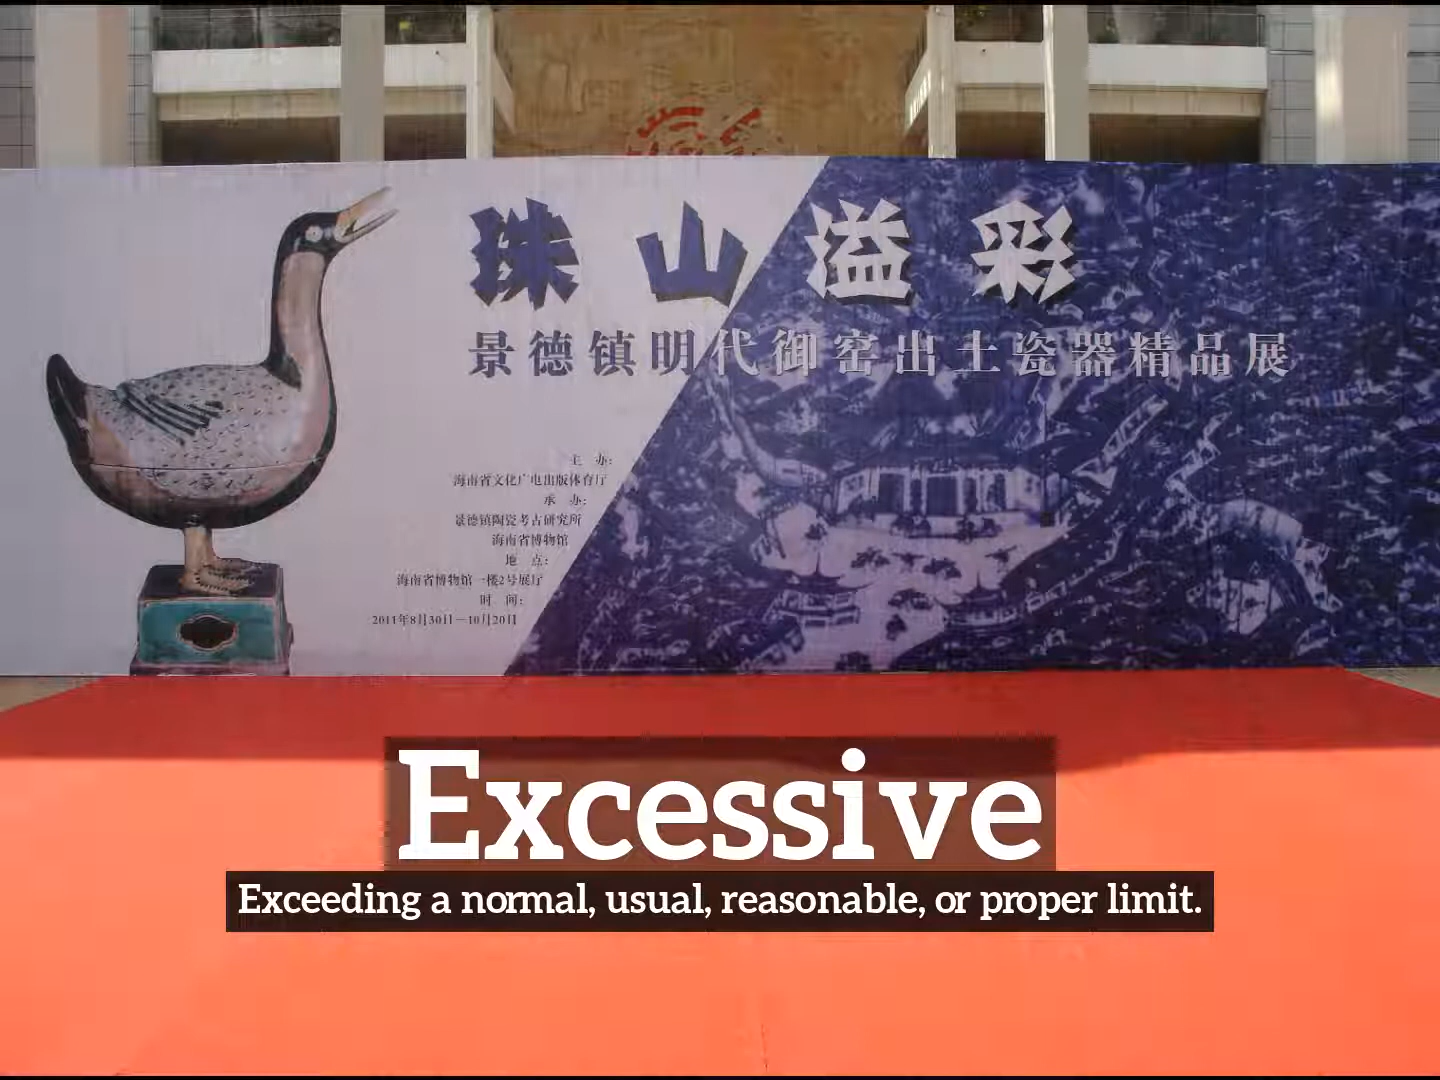 珠山溢彩
景德镇明代御窑出土瓷器精品展
主 办：
海南省文化广电出版体育厅
承 办：
景德镇陶瓷考古研究所
海南省博物馆
地 点：
海南省博物馆一楼2号展厅
时 间：
2011年8月30日－10月20日
Excessive
Exceeding a normal, usual, reasonable, or proper limit.